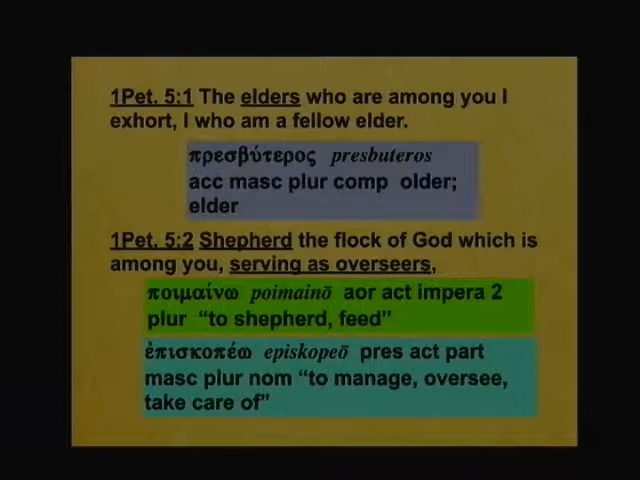 1Pet. 5:1 The elders who are among you I
exhort, I who am a fellow elder.
πρεσβύτερος presbuteros
acc masc plur comp older;
elder
1Pet. 5:2 Shepherd the flock of God which is
among you, serving as overseers,
ποιμαίνω poimainō aor act impera 2
plur “to shepherd, feed”
ἐπισκοπέω episkopeō pres act part
masc plur nom “to manage, oversee,
take care of”